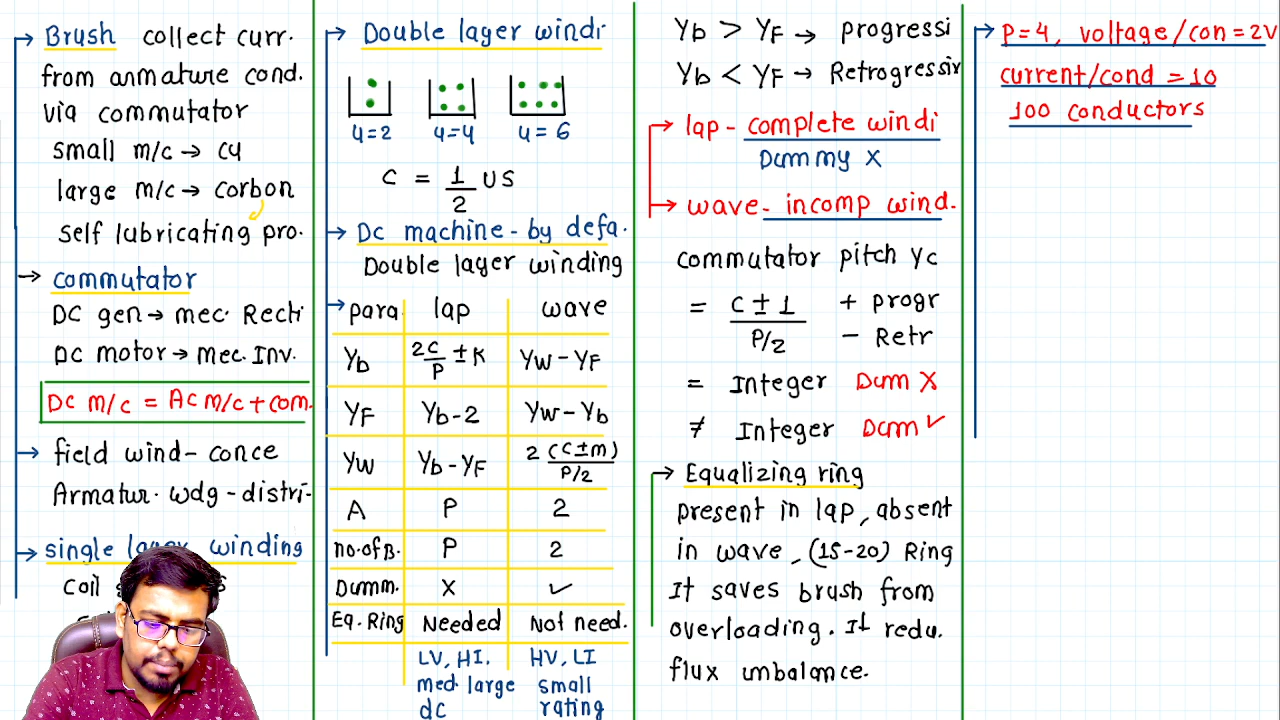 Brush collect curr.
from armature cond.
via commutator
small m/c → cu
large m/c → corbon
self lubricating pro.
commutator
DC gen → mec. Recti
DC motor → Mec. Inv.
DC m/c = AC m/c + com.
field wind - conce
Armatur. wdg - distri-
single layer winding
coil
Double layer windi
u=2 u=4 u=6
C = 1/2 US
DC machine - by defa.
Double layer winding
para. lap wave
Yb 2C/P ± K Yw - YF
YF Yb - 2 Yw - Yb
Yw Yb - YF 2 (C±m)/(P/2)
A P 2
no. of B. P 2
Dumm. X ✓
Eq. Ring Needed Not need.
LV, HI. HV, LI
med. large small
dc rating
Yb > YF → progressi
Yb < YF → Retrogressiv
lap - complete windi
Dummy X
wave - incomp wind.
commutator pitch Yc
= (C ± 1)/(P/2) + progr
- Retr
= Integer Dum X
≠ Integer Dum ✓
Equalizing ring
present in lap, absent
in wave, (15-20) Ring
It saves brush from
overloading. It redu.
flux imbalance.
P=4, voltage/con = 2V
current/cond = 10
100 conductors